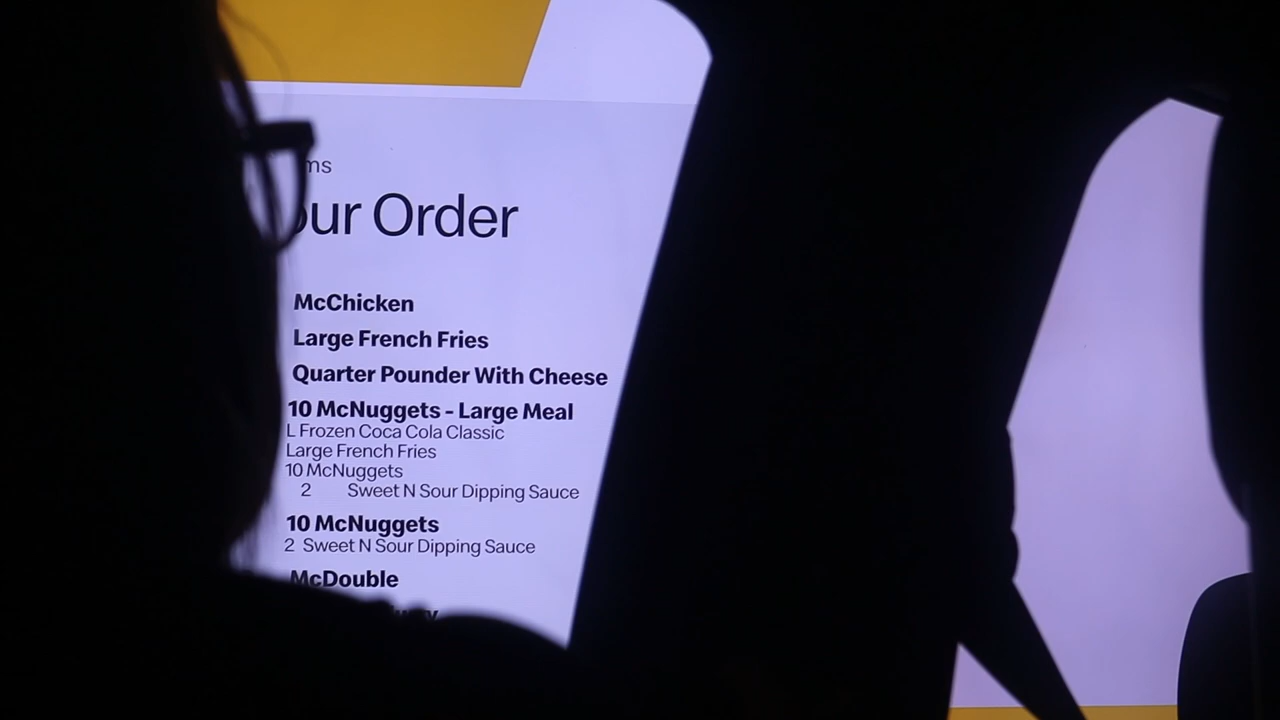 Order
McChicken
Large French Fries
Quarter Pounder With Cheese
10 McNuggets - Large Meal
L Frozen Coca Cola Classic
Large French Fries
10 McNuggets
2 Sweet N Sour Dipping Sauce
10 McNuggets
2 Sweet N Sour Dipping Sauce
McDouble